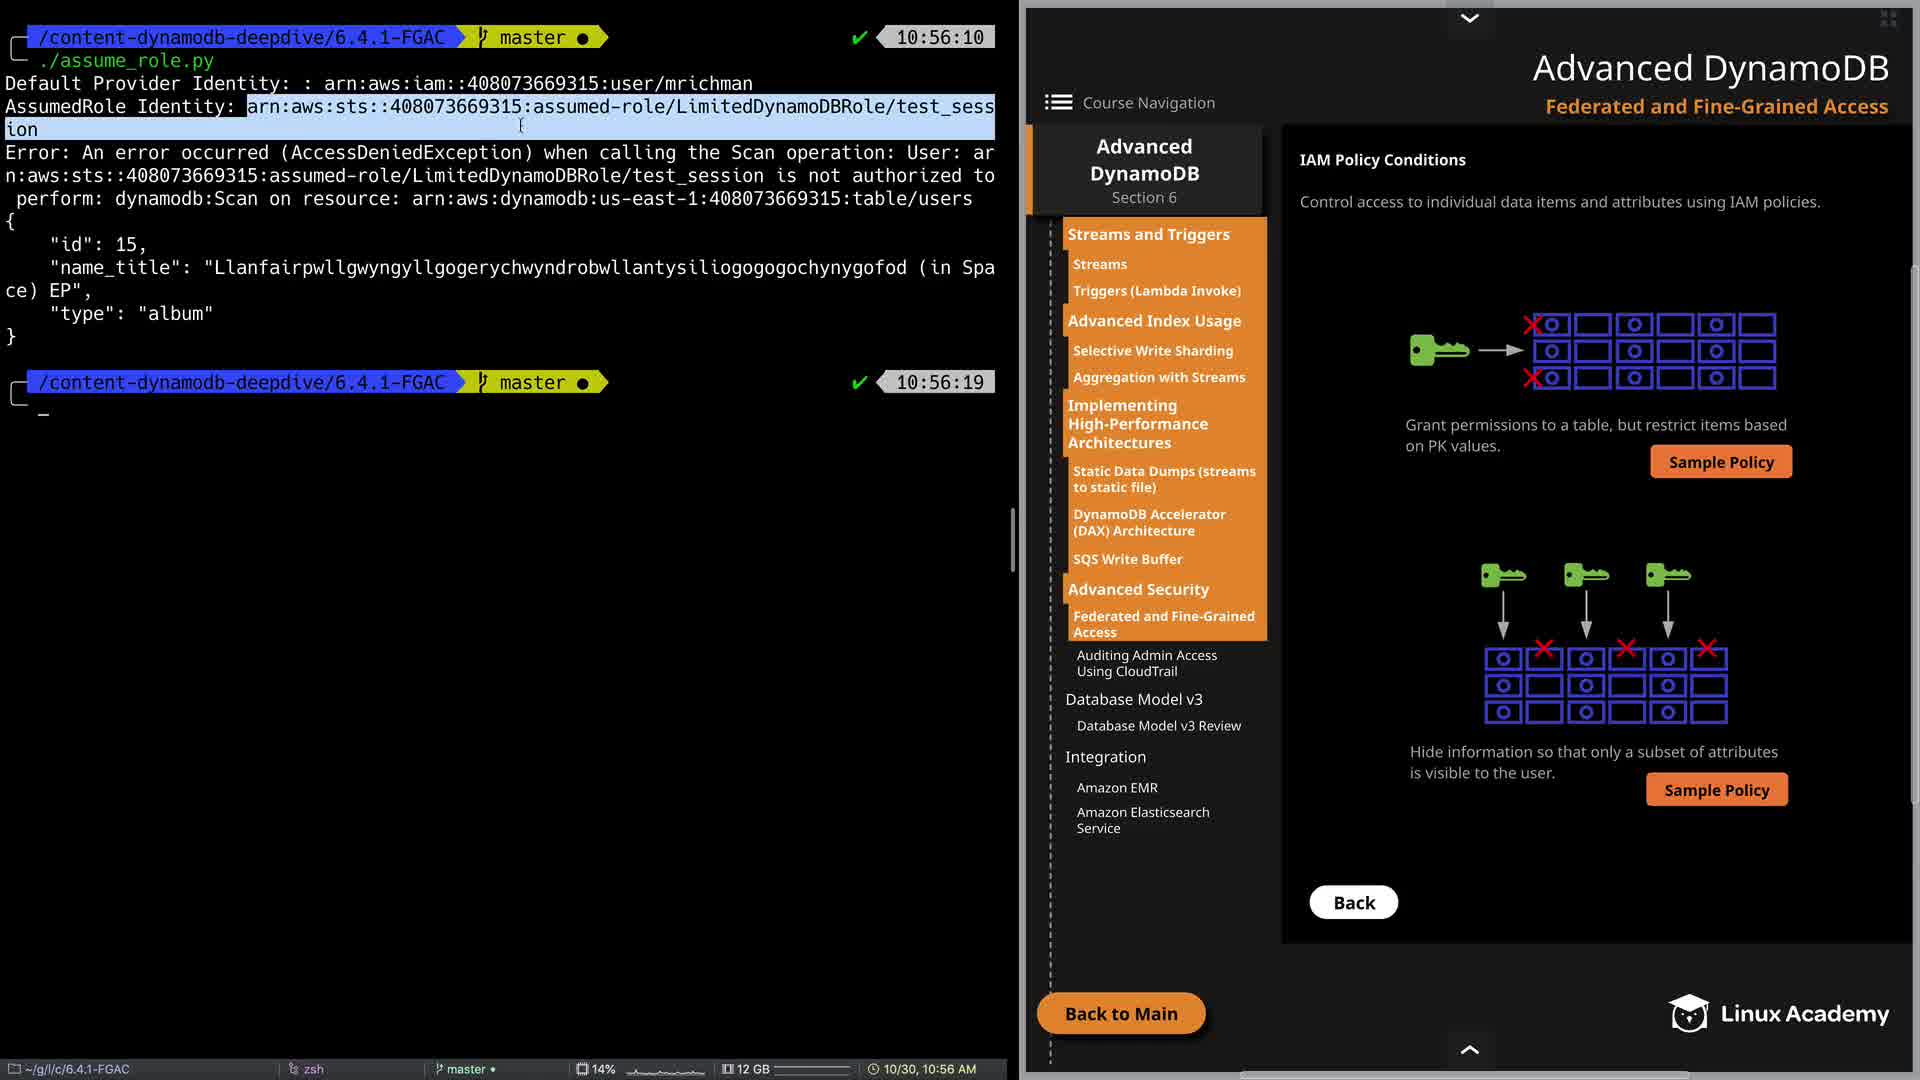 /content-dynamodb-deepdive/6.4.1-FGAC master ● ✔ 10:56:10
./assume_role.py
Default Provider Identity: : arn:aws:iam::408073669315:user/mrichman
AssumedRole Identity: arn:aws:sts::408073669315:assumed-role/LimitedDynamoDBRole/test_sess
ion
Error: An error occurred (AccessDeniedException) when calling the Scan operation: User: ar
n:aws:sts::408073669315:assumed-role/LimitedDynamoDBRole/test_session is not authorized to
perform: dynamodb:Scan on resource: arn:aws:dynamodb:us-east-1:408073669315:table/users
{
"id": 15,
"name_title": "Llanfairpwllgwyngyllgogerychwyndrobwllantysiliogogogochynygofod (in Spa
ce) EP",
"type": "album"
}
/content-dynamodb-deepdive/6.4.1-FGAC master ● ✔ 10:56:19
_
~/g/l/c/6.4.1-FGAC zsh master • 14% 12 GB 10/30, 10:56 AM
Advanced DynamoDB
Federated and Fine-Grained Access
Course Navigation
Advanced
DynamoDB
Section 6
Streams and Triggers
Streams
Triggers (Lambda Invoke)
Advanced Index Usage
Selective Write Sharding
Aggregation with Streams
Implementing
High-Performance
Architectures
Static Data Dumps (streams
to static file)
DynamoDB Accelerator
(DAX) Architecture
SQS Write Buffer
Advanced Security
Federated and Fine-Grained
Access
Auditing Admin Access
Using CloudTrail
Database Model v3
Database Model v3 Review
Integration
Amazon EMR
Amazon Elasticsearch
Service
Back to Main
IAM Policy Conditions
Control access to individual data items and attributes using IAM policies.
Grant permissions to a table, but restrict items based
on PK values.
Sample Policy
Hide information so that only a subset of attributes
is visible to the user.
Sample Policy
Back
Linux Academy